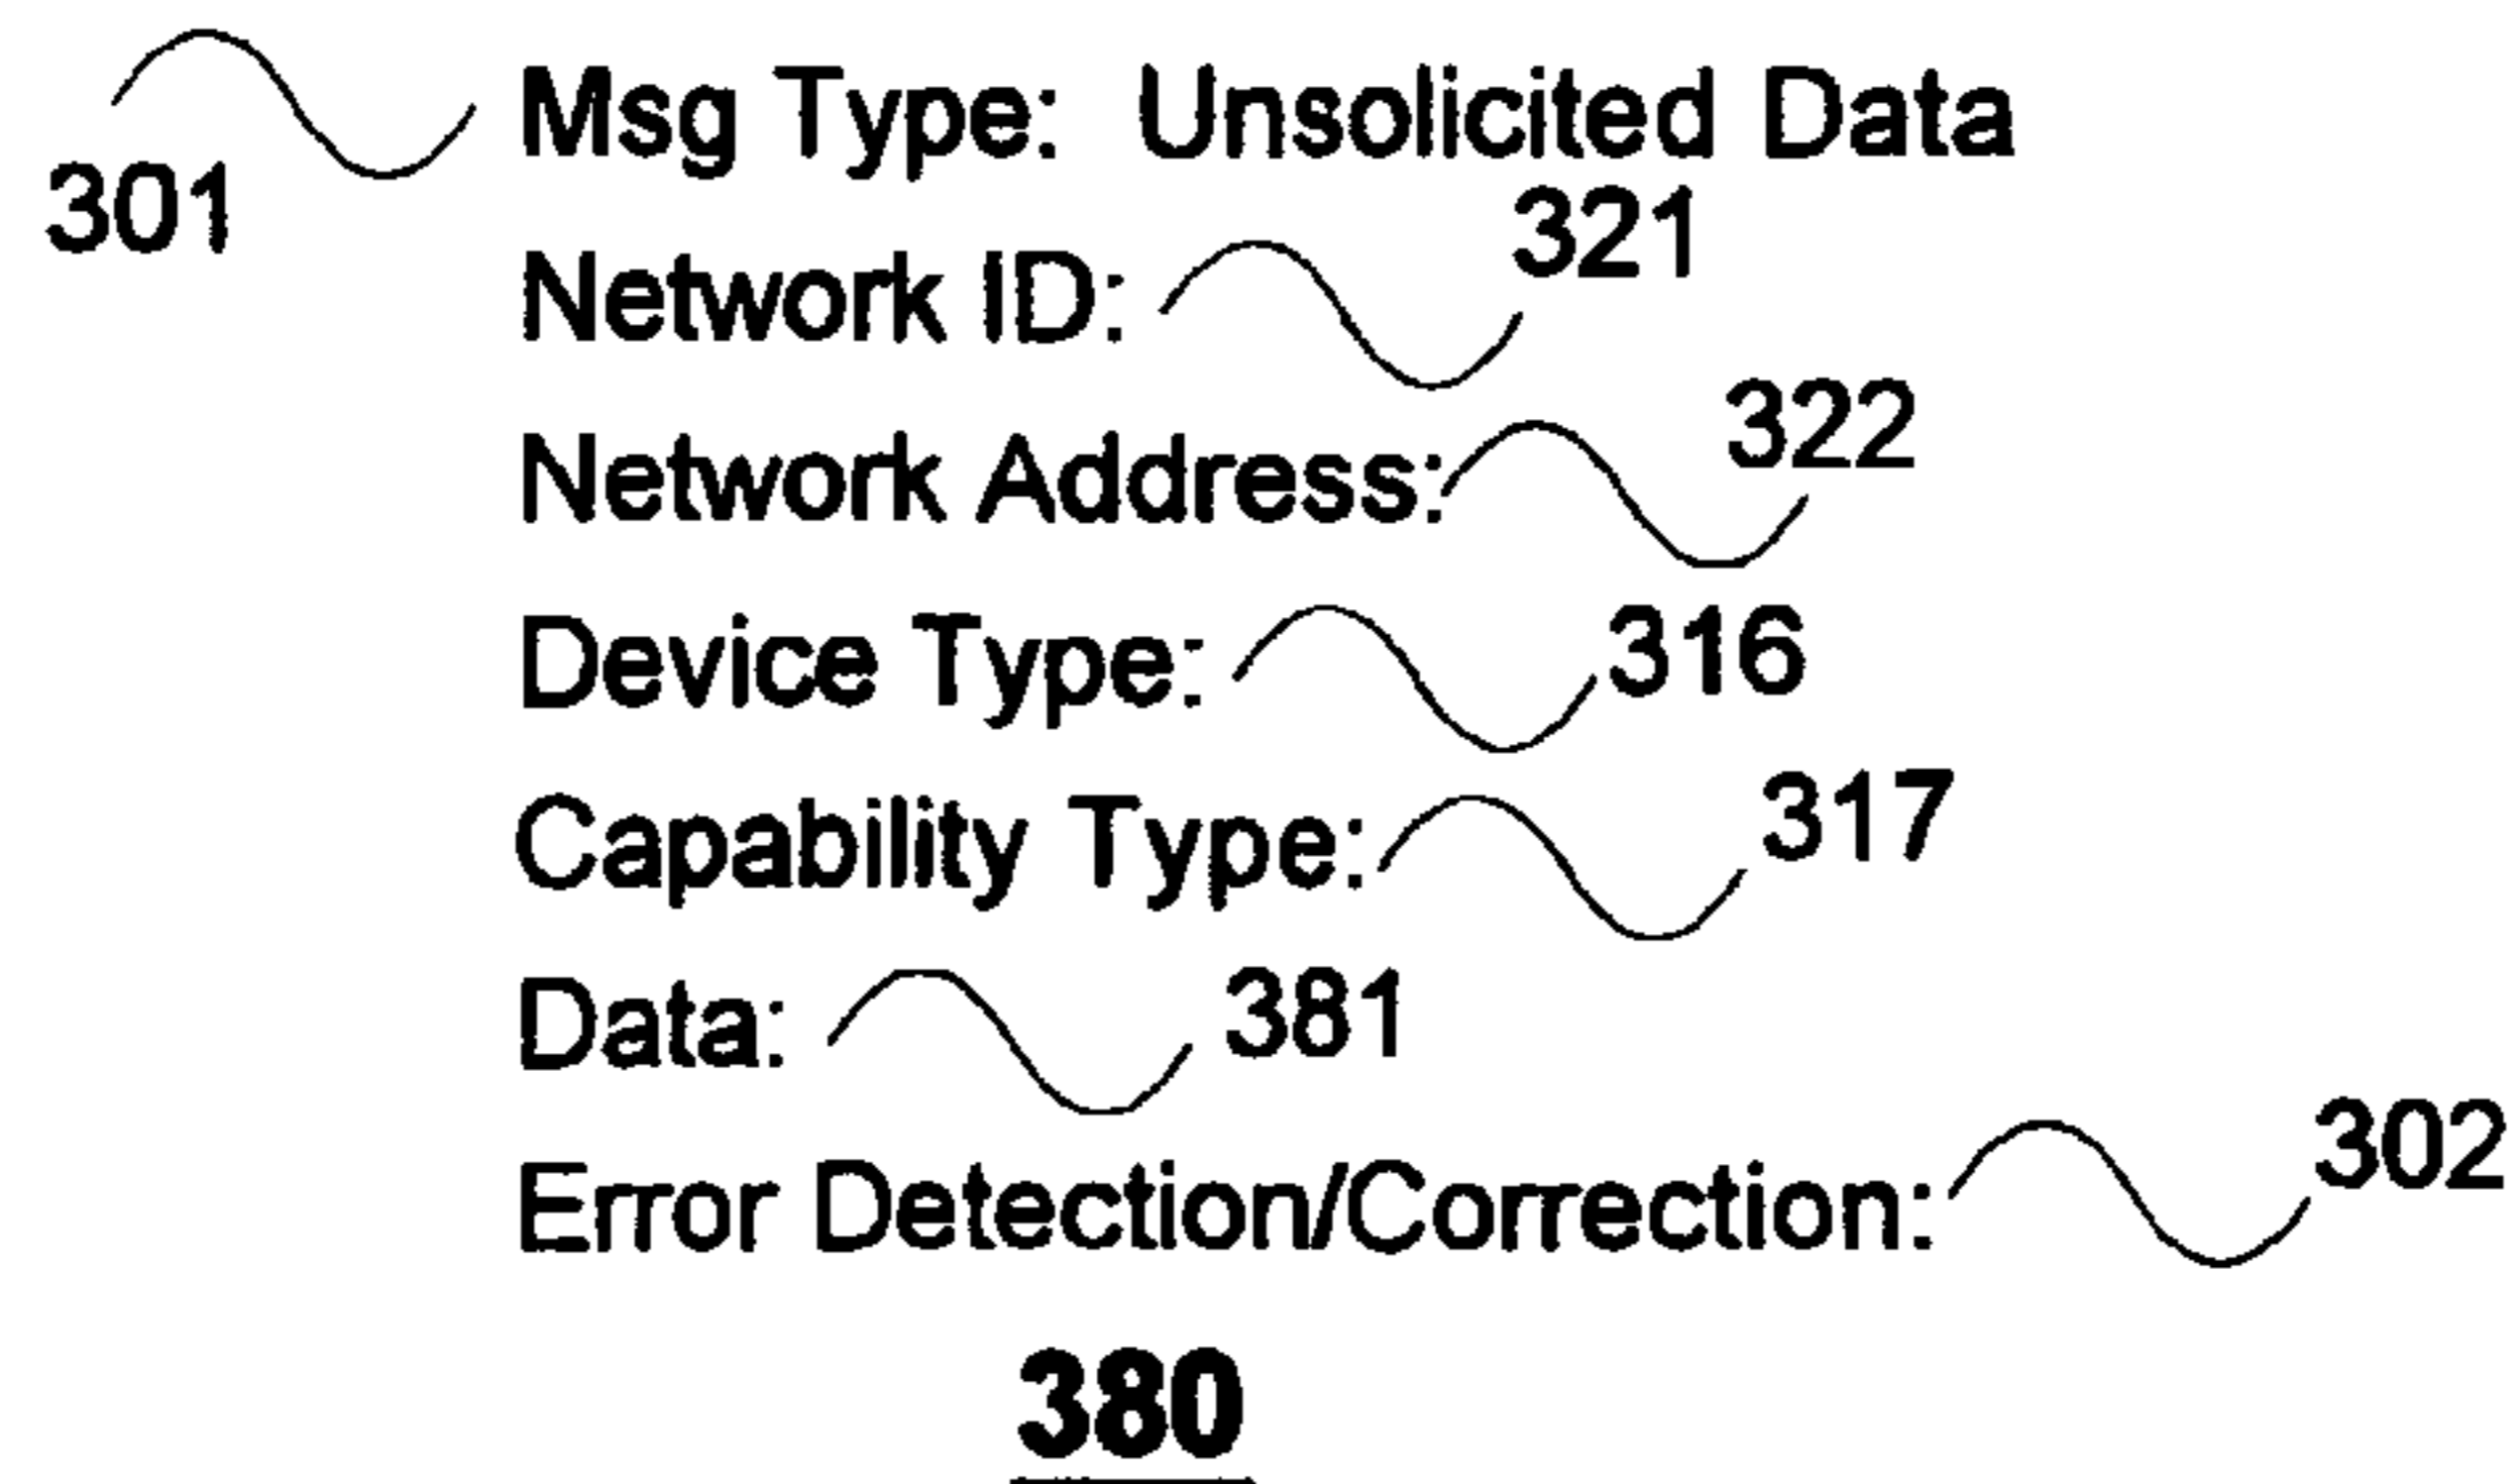 301 Msg Type: Unsolicited Data
Network ID: 321
Network Address: 322
Device Type: 316
Capability Type: 317
Data: 381
Error Detection/Correction: 302
380